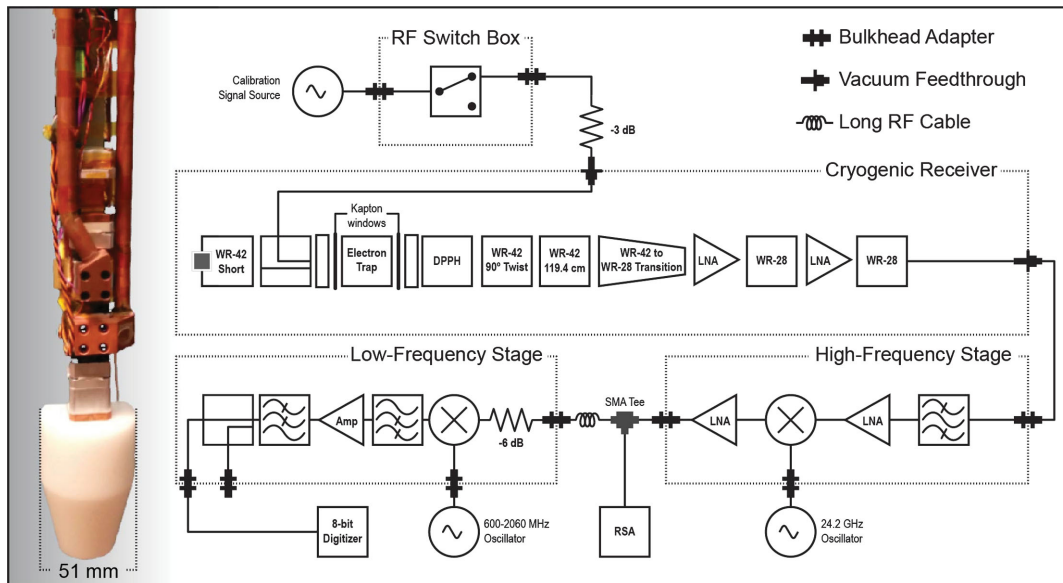 RF Switch Box
Bulkhead Adapter
Vacuum Feedthrough
Long RF Cable
Calibration
Signal Source
-3 dB
Cryogenic Receiver
Kapton
windows
WR-42
Short
Electron
Trap
DPPH
WR-42
90° Twist
WR-42
119.4 cm
WR-42 to
WR-28 Transition
LNA
WR-28
LNA
WR-28
Low-Frequency Stage
High-Frequency Stage
SMA Tee
Amp
-6 dB
LNA
LNA
8-bit
Digitizer
600-2060 MHz
Oscillator
RSA
24.2 GHz
Oscillator
51 mm